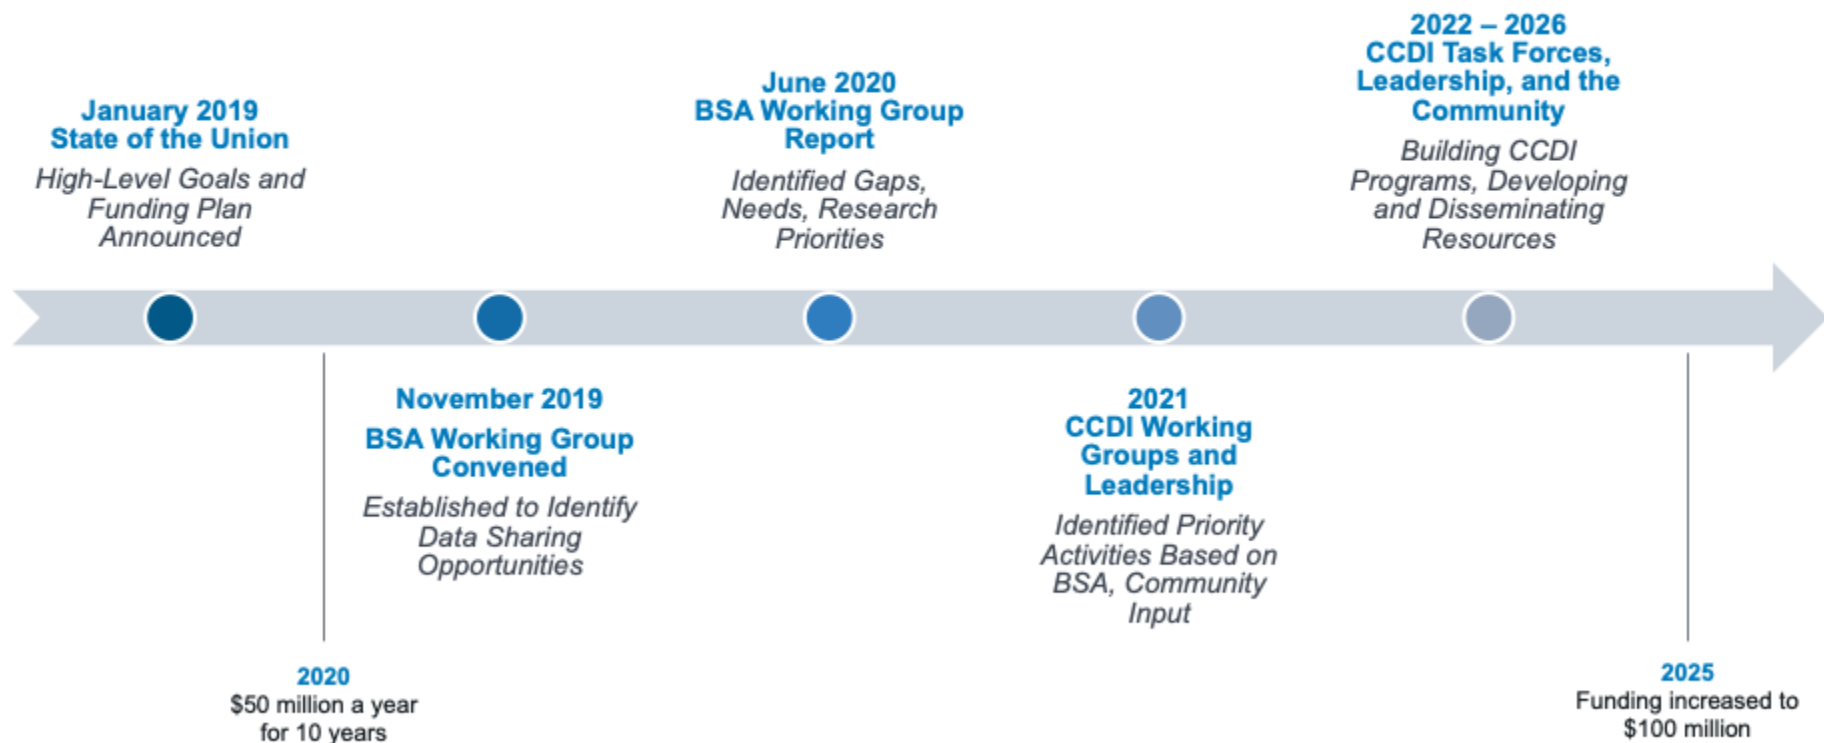 January 2019
State of the Union
High-Level Goals and
Funding Plan
Announced
2020
$50 million a year
for 10 years
November 2019
BSA Working Group
Convened
Established to Identify
Data Sharing
Opportunities
June 2020
BSA Working Group
Report
Identified Gaps,
Needs, Research
Priorities
2021
CCDI Working
Groups and
Leadership
Identified Priority
Activities Based on
BSA, Community
Input
2022 – 2026
CCDI Task Forces,
Leadership, and the
Community
Building CCDI
Programs, Developing
and Disseminating
Resources
2025
Funding increased to
$100 million